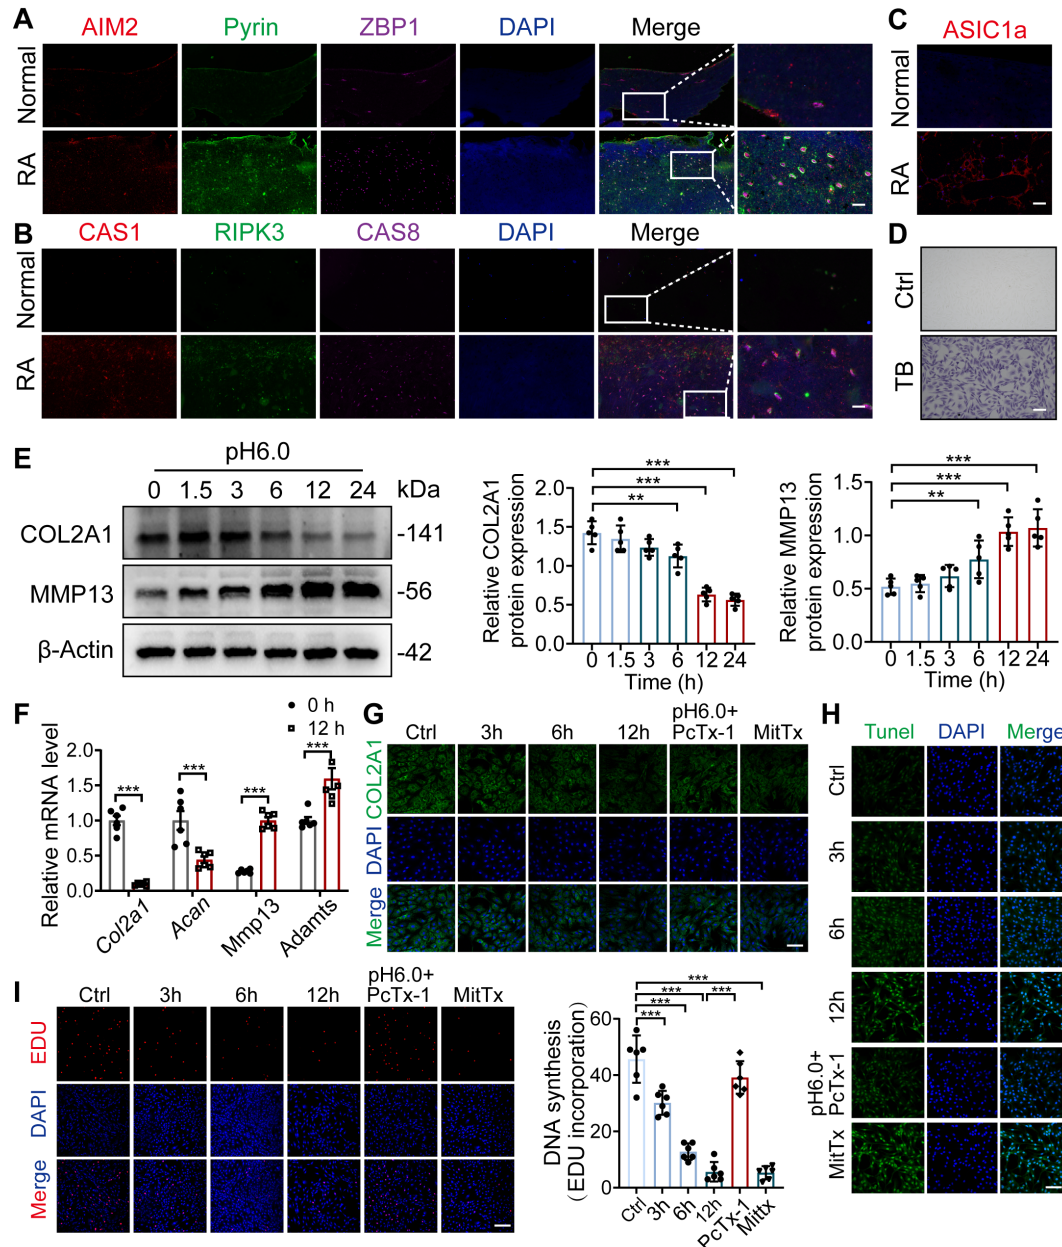 A
AIM2 Pyrin ZBP1 DAPI Merge
Normal
RA
B
CAS1 RIPK3 CAS8 DAPI Merge
Normal
RA
C
ASIC1a
Normal
RA
D
Ctrl
TB
E
pH6.0
0 1.5 3 6 12 24 kDa
COL2A1 -141
MMP13 -56
β-Actin -42
Relative COL2A1
protein expression
2.0
1.5
1.0
0.5
0.0
***
***
**
0 1.5 3 6 12 24
Time (h)
Relative MMP13
protein expression
1.5
1.0
0.5
0.0
***
***
**
0 1.5 3 6 12 24
Time (h)
F
Relative mRNA level
2.0
1.5
1.0
0.5
0.0
0 h
12 h
*** *** *** ***
Col2a1 Acan Mmp13 Adamts
G
Ctrl 3h 6h 12h pH6.0+
PcTx-1 MitTx
COL2A1
DAPI
Merge
H
Tunel DAPI Merge
Ctrl
3h
6h
12h
pH6.0+
PcTx-1
MitTx
I
Ctrl 3h 6h 12h pH6.0+
PcTx-1 MitTx
EDU
DAPI
Merge
DNA synthesis
(EDU incorporation)
60
40
20
0
***
*** ***
***
***
Ctrl 3h 6h 12h PcTx-1 Mittx